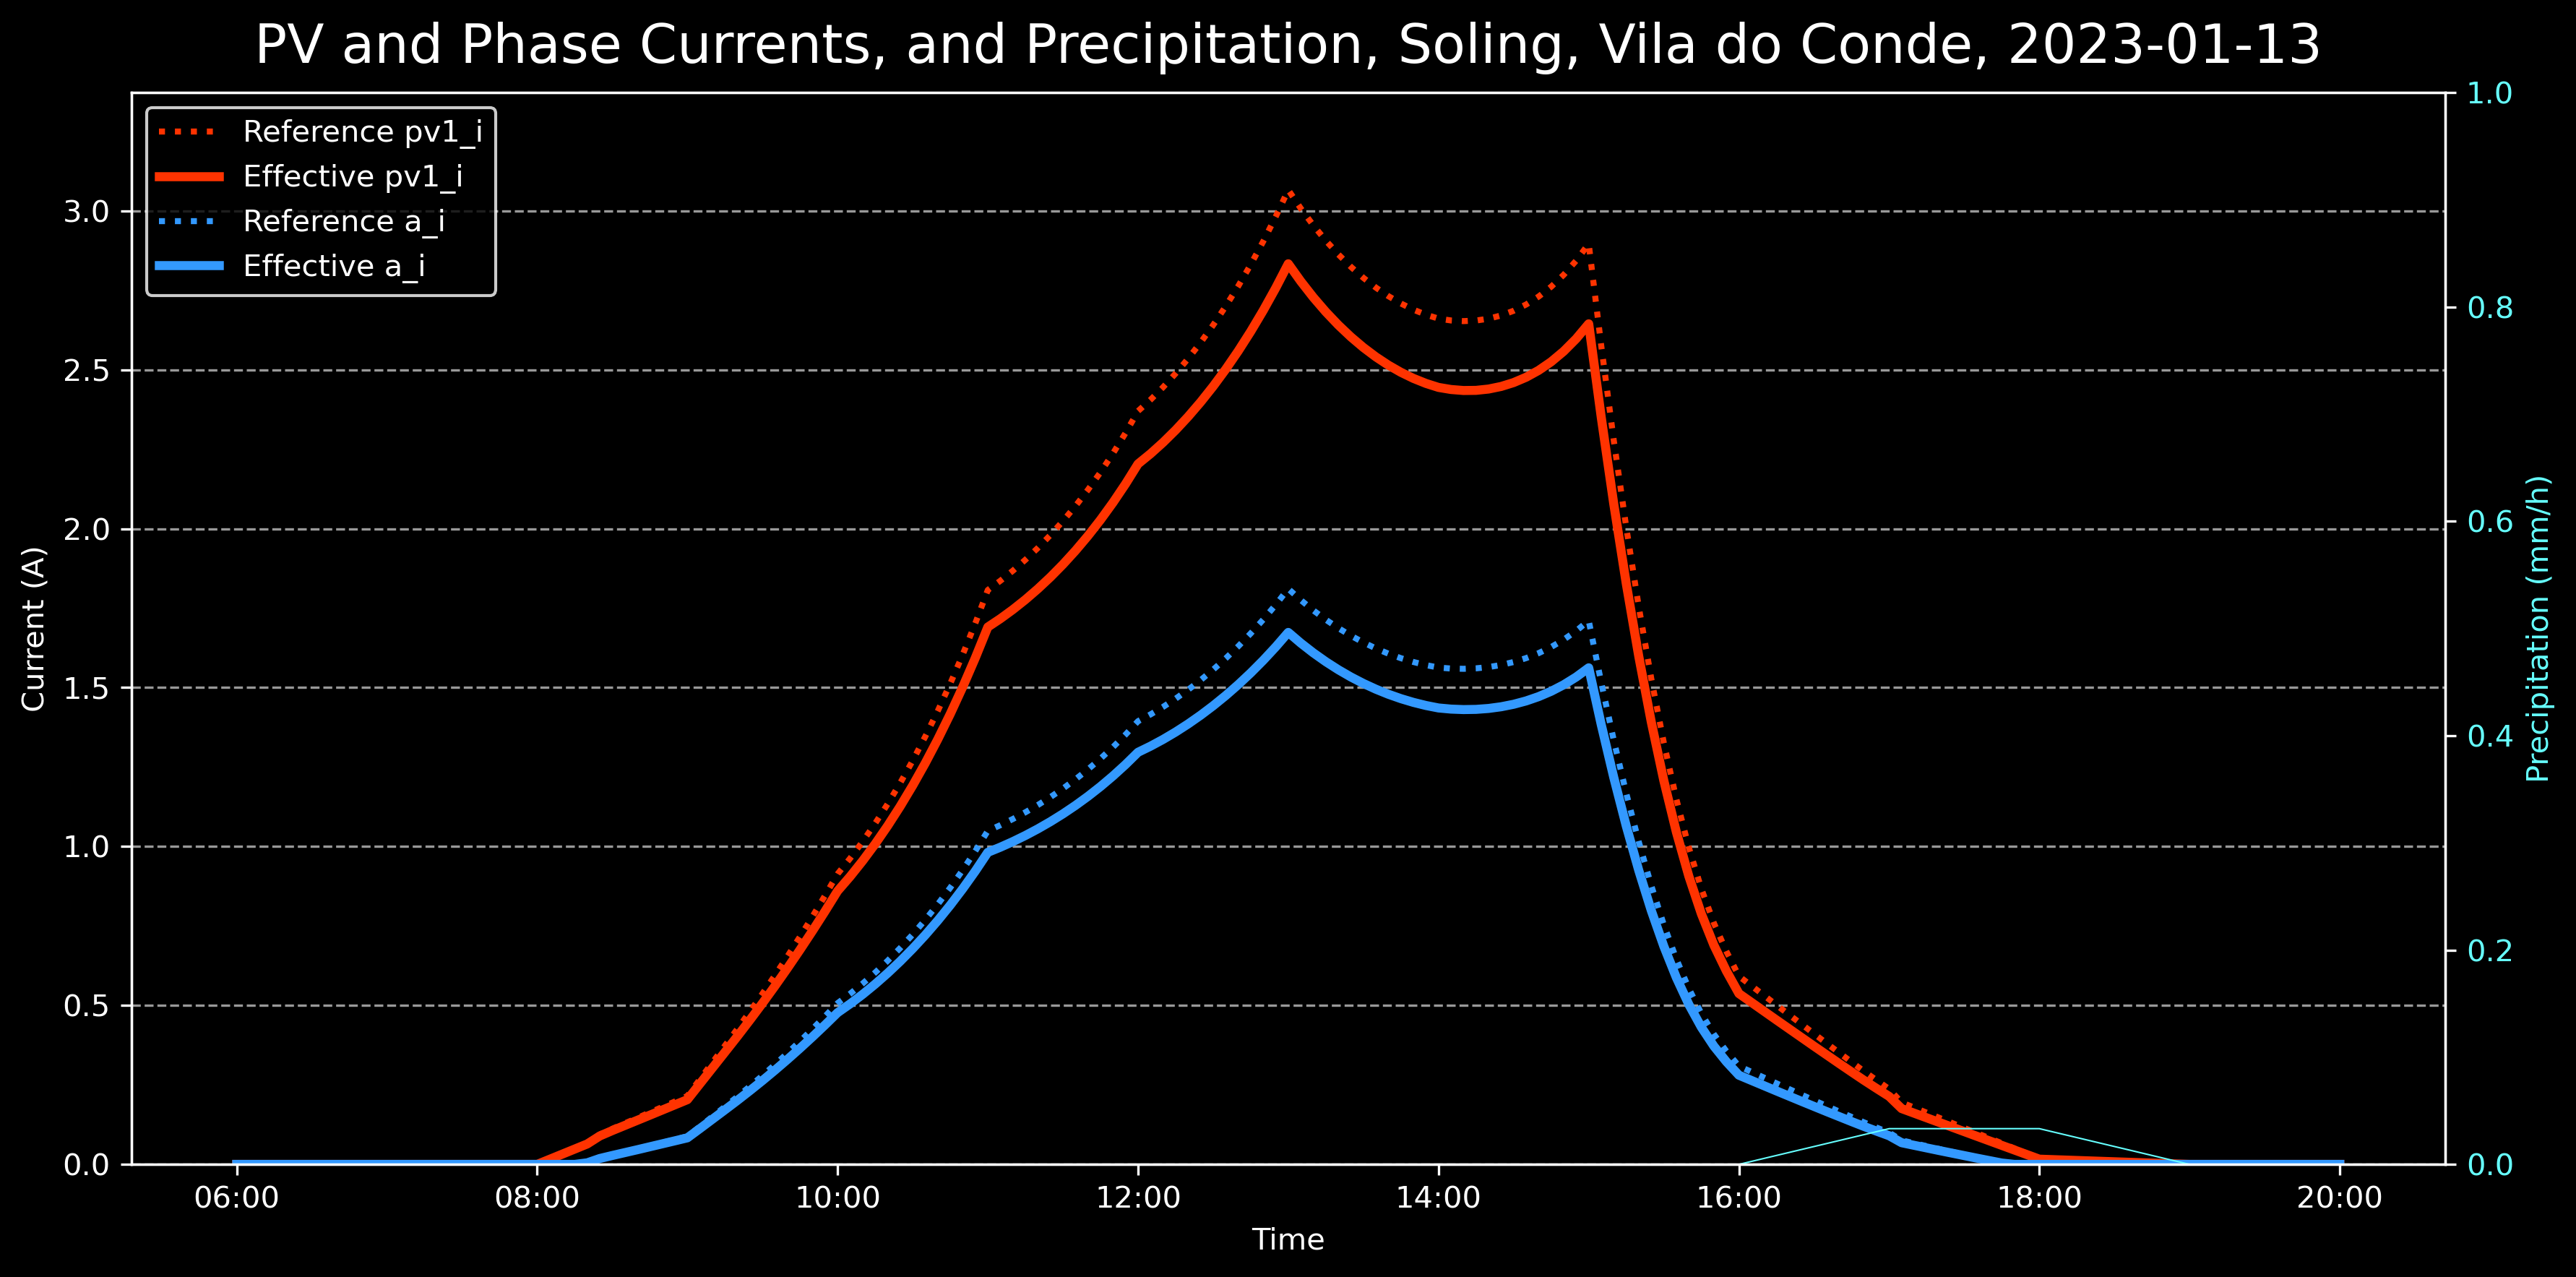 PV and Phase Currents, and Precipitation, Soling, Vila do Conde, 2023-01-13
Reference pv1_i
Effective pv1_i
Reference a_i
Effective a_i
Current (A)
3.0
2.5
2.0
1.5
1.0
0.5
0.0
1.0
0.8
0.6
0.4
0.2
0.0
Precipitation (mm/h)
06:00 08:00 10:00 12:00 14:00 16:00 18:00 20:00
Time